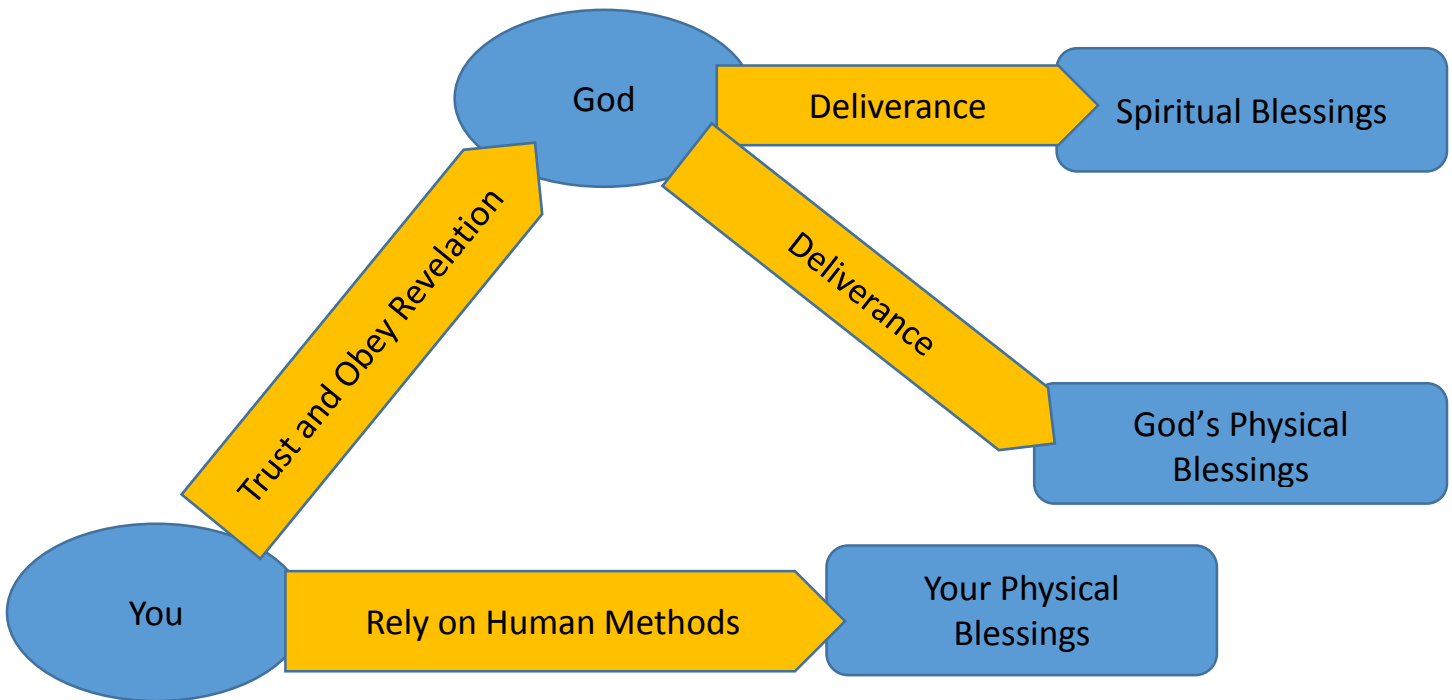 God
Deliverance
Spiritual Blessings
Trust and Obey Revelation
Deliverance
God’s Physical
Blessings
You
Rely on Human Methods
Your Physical
Blessings